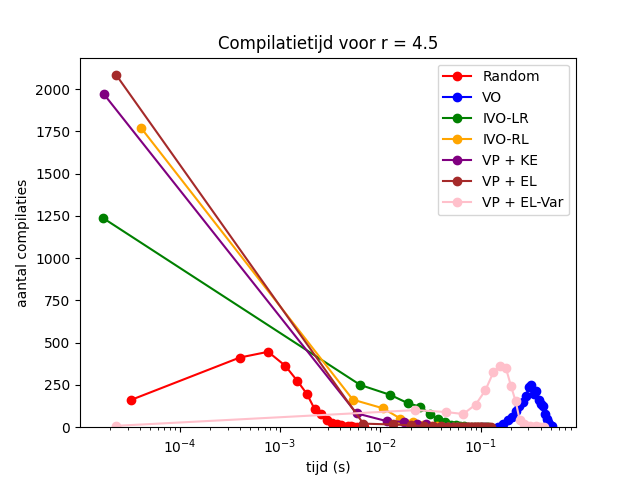 Compilatietijd voor r = 4.5
aantal compilaties
2000
1750
1500
1250
1000
750
500
250
0
Random
VO
IVO-LR
IVO-RL
VP + KE
VP + EL
VP + EL-Var
10⁻⁴
10⁻³
10⁻²
10⁻¹
tijd (s)